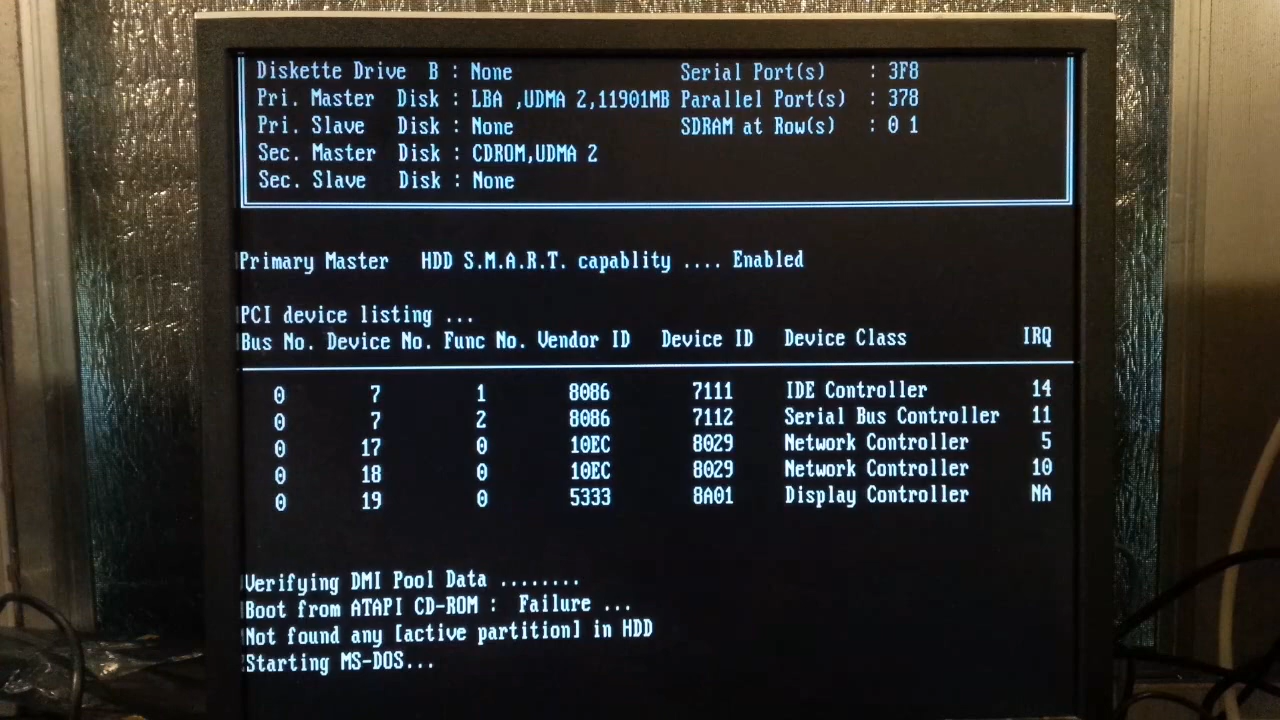 Diskette Drive B : None Serial Port(s) : 3F8
Pri. Master Disk : LBA ,UDMA 2,11901MB Parallel Port(s) : 378
Pri. Slave Disk : None SDRAM at Row(s) : 0 1
Sec. Master Disk : CDROM,UDMA 2
Sec. Slave Disk : None
Primary Master HDD S.M.A.R.T. capablity .... Enabled
PCI device listing ...
Bus No. Device No. Func No. Vendor ID Device ID Device Class IRQ
0 7 1 8086 7111 IDE Controller 14
0 7 2 8086 7112 Serial Bus Controller 11
0 17 0 10EC 8029 Network Controller 5
0 18 0 10EC 8029 Network Controller 10
0 19 0 5333 8A01 Display Controller NA
Verifying DMI Pool Data ........
Boot from ATAPI CD-ROM : Failure ...
Not found any [active partition] in HDD
Starting MS-DOS...